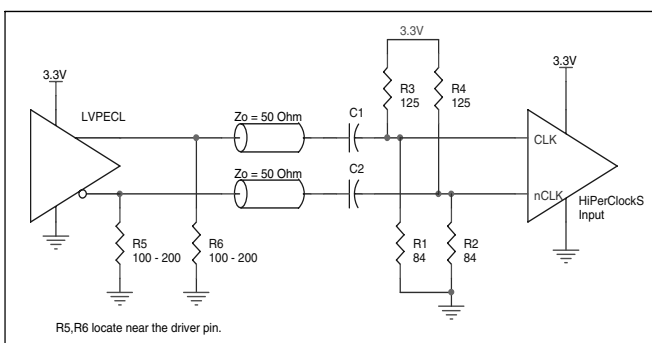 3.3V
3.3V
3.3V
LVPECL
R3
125
R4
125
Zo = 50 Ohm
C1
CLK
Zo = 50 Ohm
C2
nCLK
HiPerClockS
Input
R5
100 - 200
R6
100 - 200
R1
84
R2
84
R5,R6 locate near the driver pin.